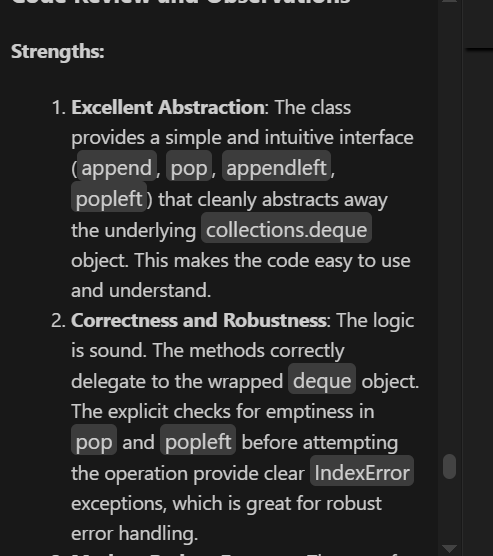 Code Review and Observations
Strengths:
1. Excellent Abstraction: The class
provides a simple and intuitive interface
(append, pop, appendleft,
popleft) that cleanly abstracts away
the underlying collections.deque
object. This makes the code easy to use
and understand.
2. Correctness and Robustness: The logic
is sound. The methods correctly
delegate to the wrapped deque object.
The explicit checks for emptiness in
pop and popleft before attempting
the operation provide clear IndexError
exceptions, which is great for robust
error handling.